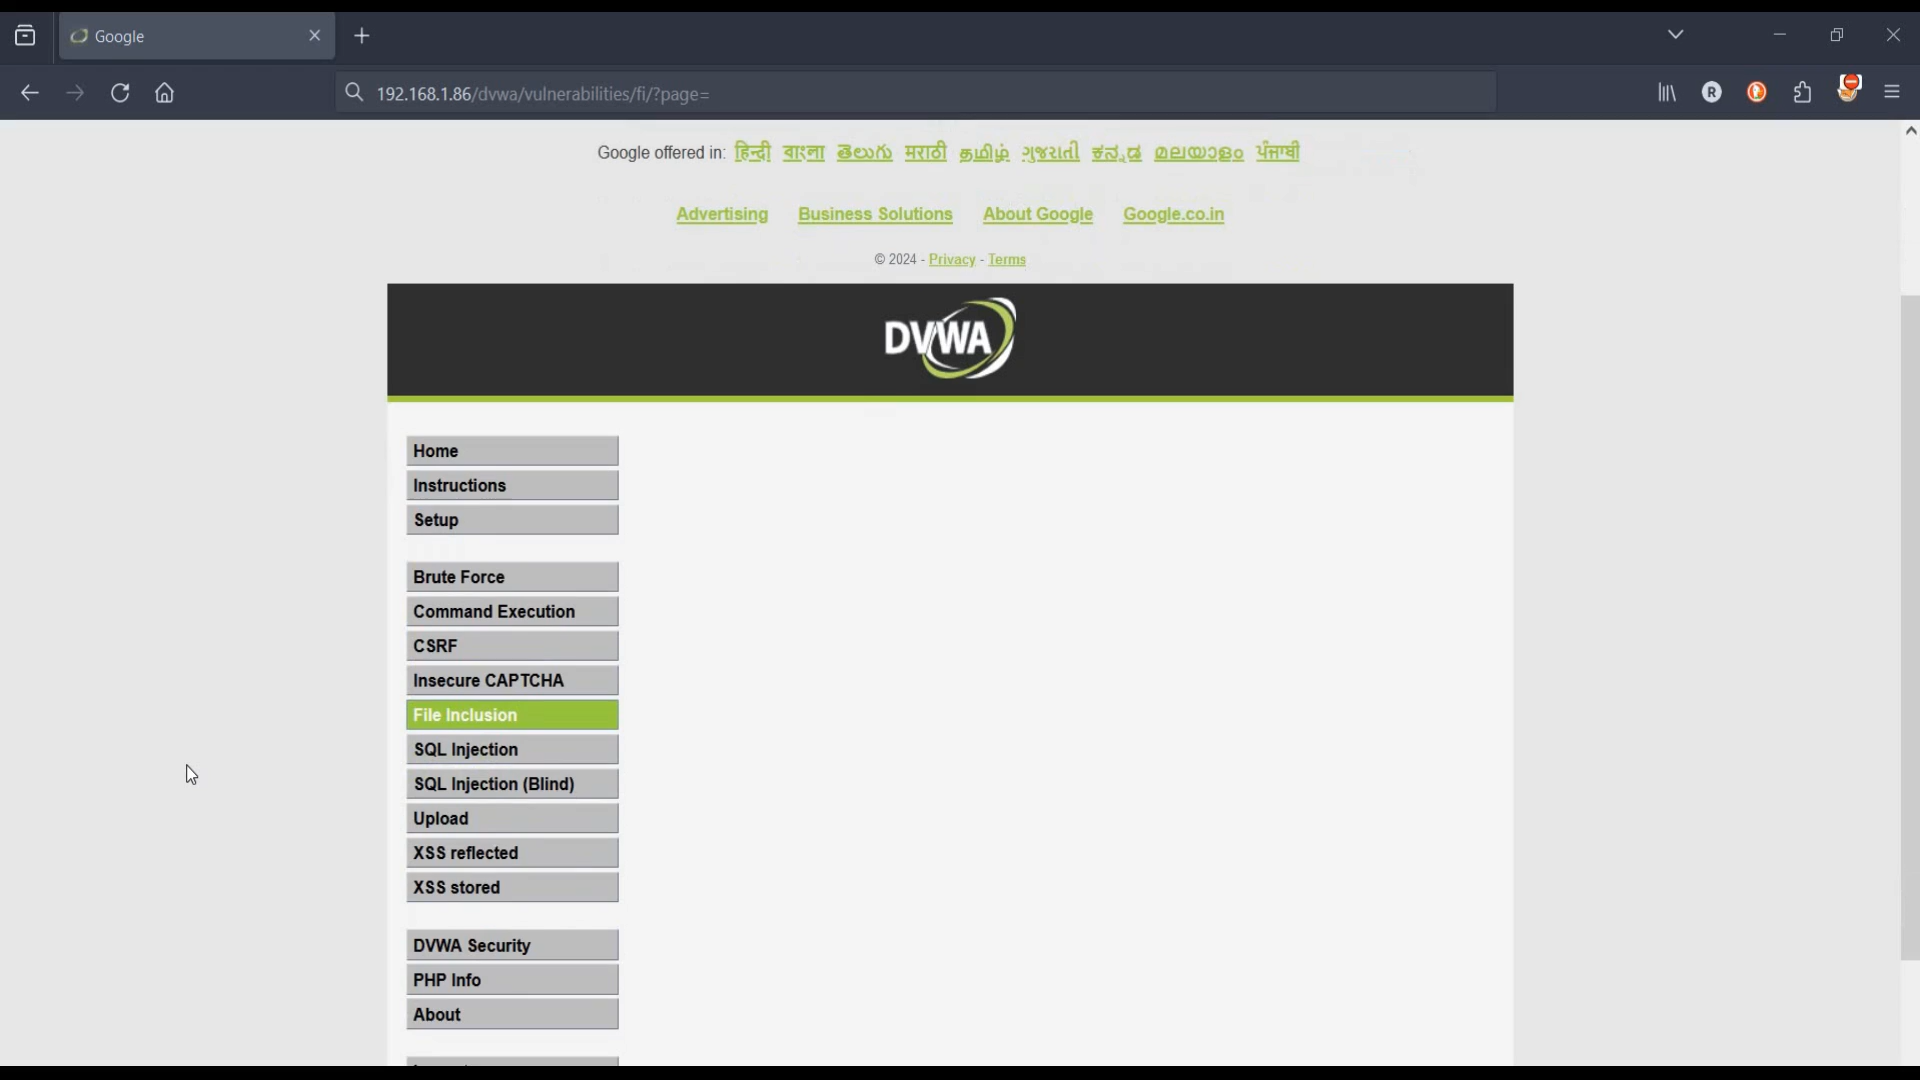 Google
192.168.1.86/dvwa/vulnerabilities/fi/?page=
R
Google offered in: हिन्दी বাংলা తెలుగు मराठी தமிழ் ગુજરાતી ಕನ್ನಡ മലയാളം ਪੰਜਾਬੀ
Advertising Business Solutions About Google Google.co.in
© 2024 - Privacy - Terms
DVWA
Home
Instructions
Setup
Brute Force
Command Execution
CSRF
Insecure CAPTCHA
File Inclusion
SQL Injection
SQL Injection (Blind)
Upload
XSS reflected
XSS stored
DVWA Security
PHP Info
About